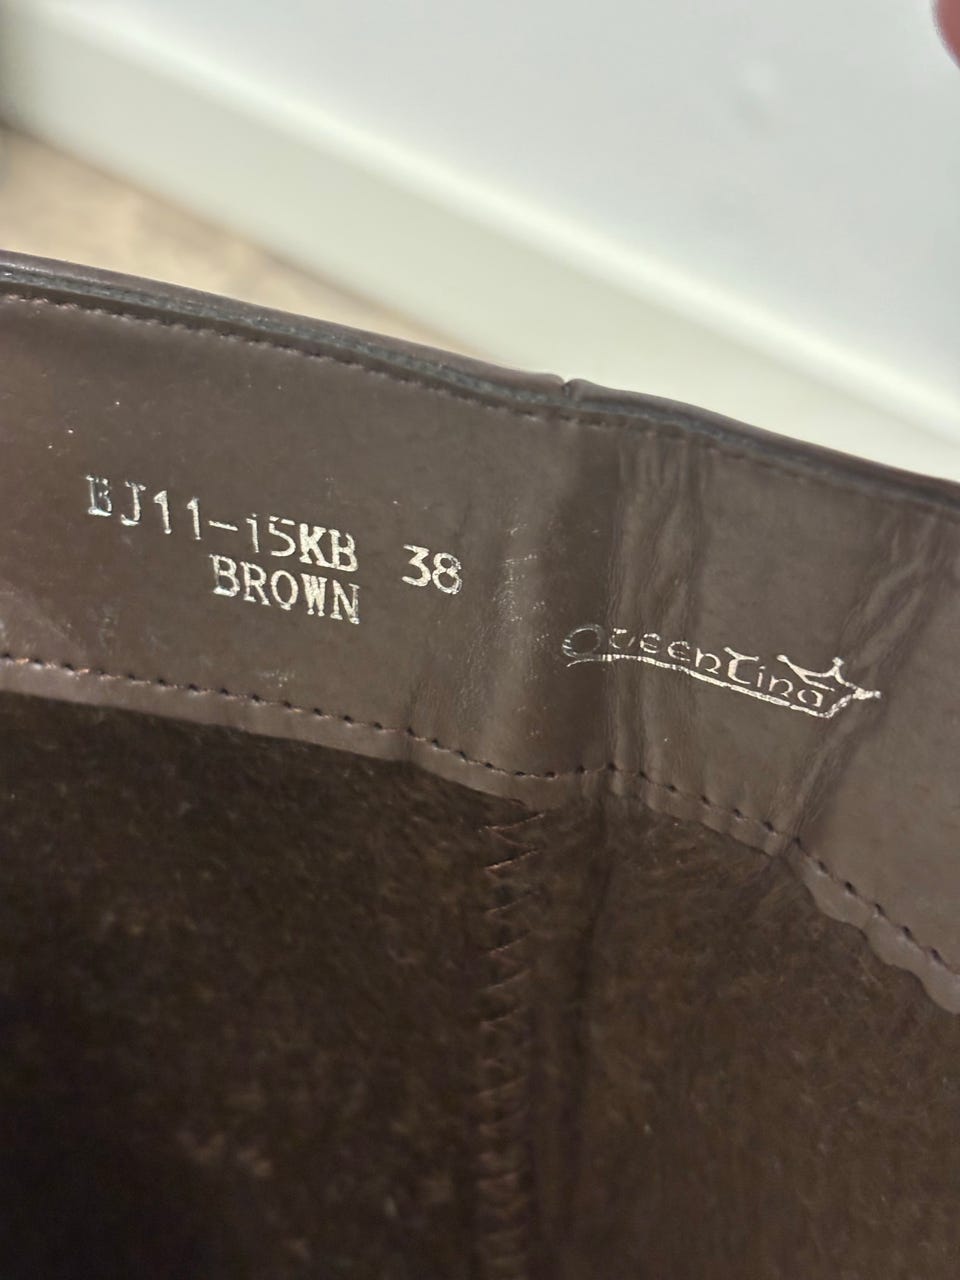 BJ11-15KB 38
BROWN
Queentina